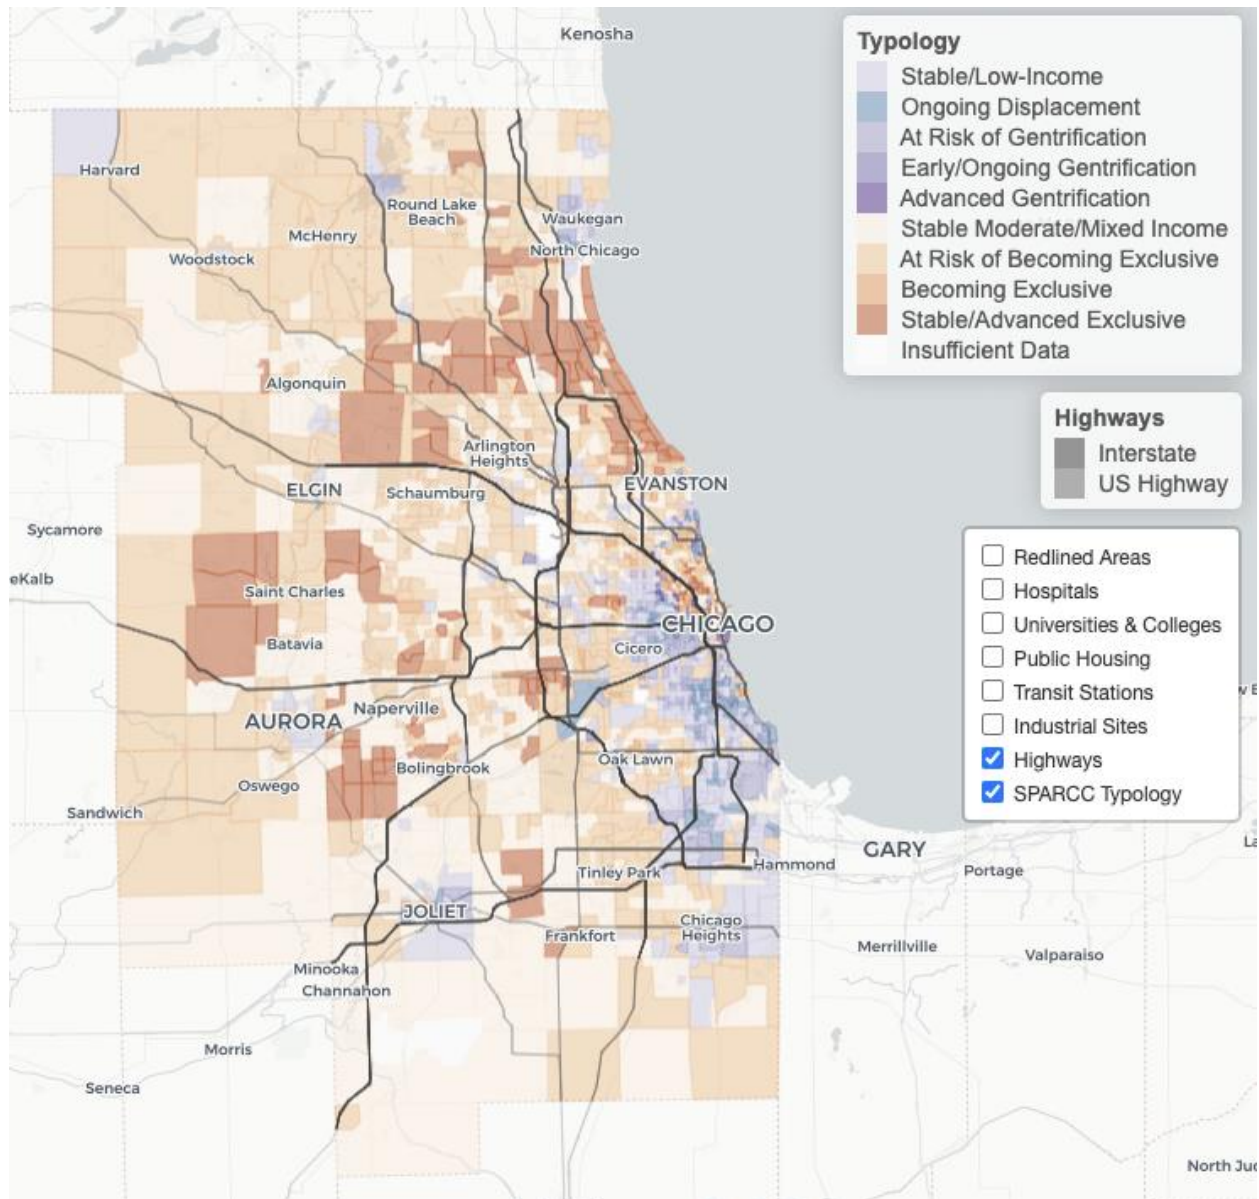 Kenosha
Typology
Stable/Low-Income
Ongoing Displacement
At Risk of Gentrification
Early/Ongoing Gentrification
Advanced Gentrification
Stable Moderate/Mixed Income
At Risk of Becoming Exclusive
Becoming Exclusive
Stable/Advanced Exclusive
Insufficient Data
Harvard
Round Lake
Beach
Waukegan
McHenry
North Chicago
Woodstock
Algonquin
Highways
Interstate
US Highway
Arlington
Heights
ELGIN
Schaumburg
EVANSTON
Sycamore
eKalb
Saint Charles
Batavia
CHICAGO
Cicero
Redlined Areas
Hospitals
Universities & Colleges
Public Housing
Transit Stations
Industrial Sites
Highways
SPARCC Typology
AURORA
Naperville
Oak Lawn
Bolingbrook
Oswego
Sandwich
GARY
Tinley Park
Hammond
Portage
JOLIET
Chicago
Heights
Frankfort
Merrillville
Valparaiso
Minooka
Channahon
Morris
Seneca
North Jud